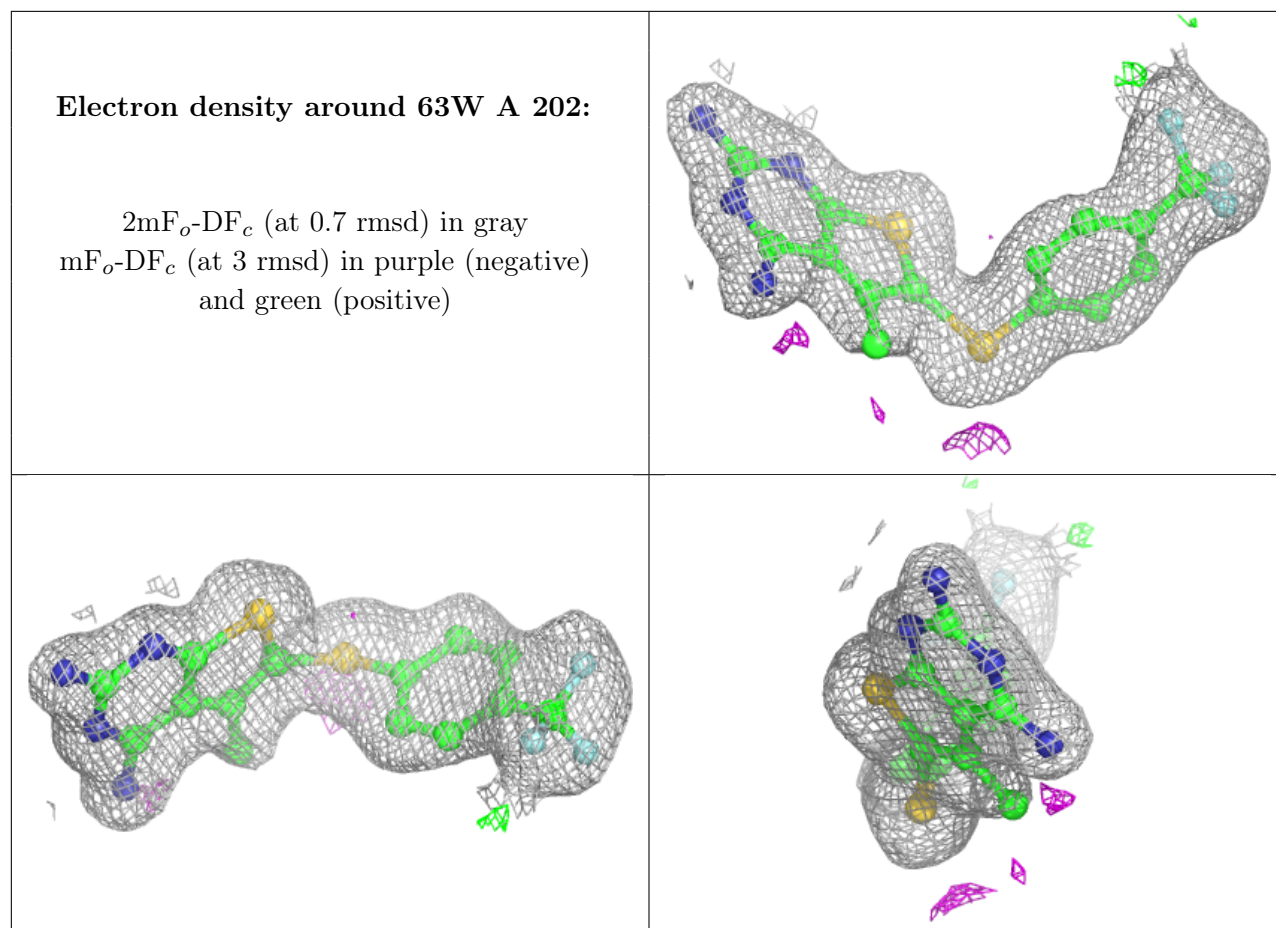 Electron density around 63W A 202:
2mFo-DFc (at 0.7 rmsd) in gray
mFo-DFc (at 3 rmsd) in purple (negative)
and green (positive)